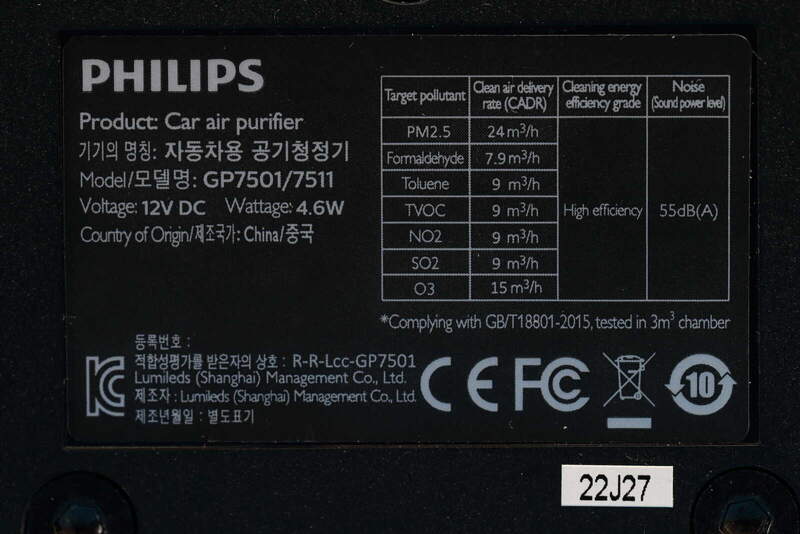 PHILIPS
Product: Car air purifier
기기의 명칭: 자동차용 공기청정기
Model/모델명: GP7501/7511
Voltage: 12V DC Wattage: 4.6W
Country of Origin/제조국가: China/중국
Target pollutant Clean air delivery rate (CADR) Cleaning energy efficiency grade Noise (Sound power level)
PM2.5 24 m³/h
Formaldehyde 7.9 m³/h
Toluene 9 m³/h
TVOC 9 m³/h High efficiency 55dB(A)
NO2 9 m³/h
SO2 9 m³/h
O3 15 m³/h
*Complying with GB/T18801-2015, tested in 3m³ chamber
등록번호 :
적합성평가를 받은자의 상호 : R-R-Lcc-GP7501
Lumileds (Shanghai) Management Co., Ltd.
제조자 : Lumileds (Shanghai) Management Co., Ltd.
제조년월일 : 별도표기
CE FC 10
22J27